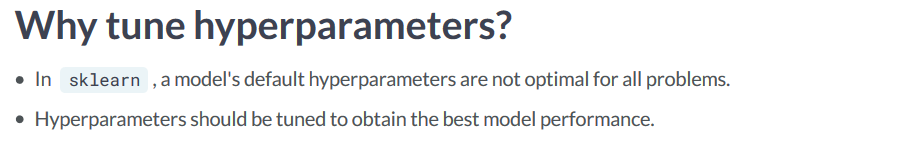 Why tune hyperparameters?
• In sklearn , a model's default hyperparameters are not optimal for all problems.
• Hyperparameters should be tuned to obtain the best model performance.